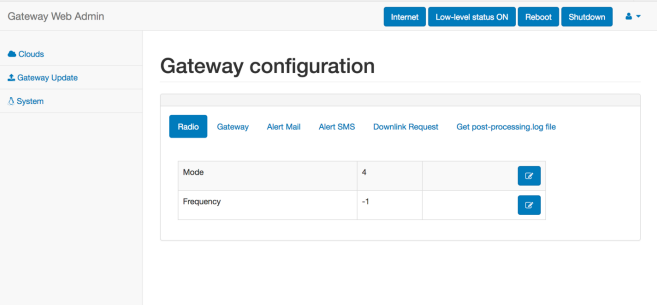 Gateway Web Admin
Internet
Low-level status ON
Reboot
Shutdown
Clouds
Gateway Update
System
Gateway configuration
Radio
Gateway
Alert Mail
Alert SMS
Downlink Request
Get post-processing.log file
Mode 4
Frequency -1